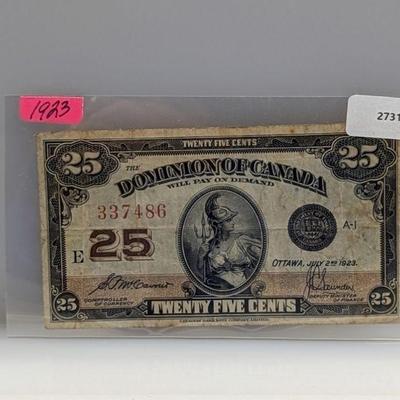 1923
2731
25 TWENTY FIVE CENTS 25
THE
DOMINION OF CANADA
WILL PAY ON DEMAND
337486
A-1
E 25
OTTAWA, JULY 2ND 1923.
COMPTROLLER OF CURRENCY
DEPUTY MINISTER OF FINANCE
25 TWENTY FIVE CENTS 25